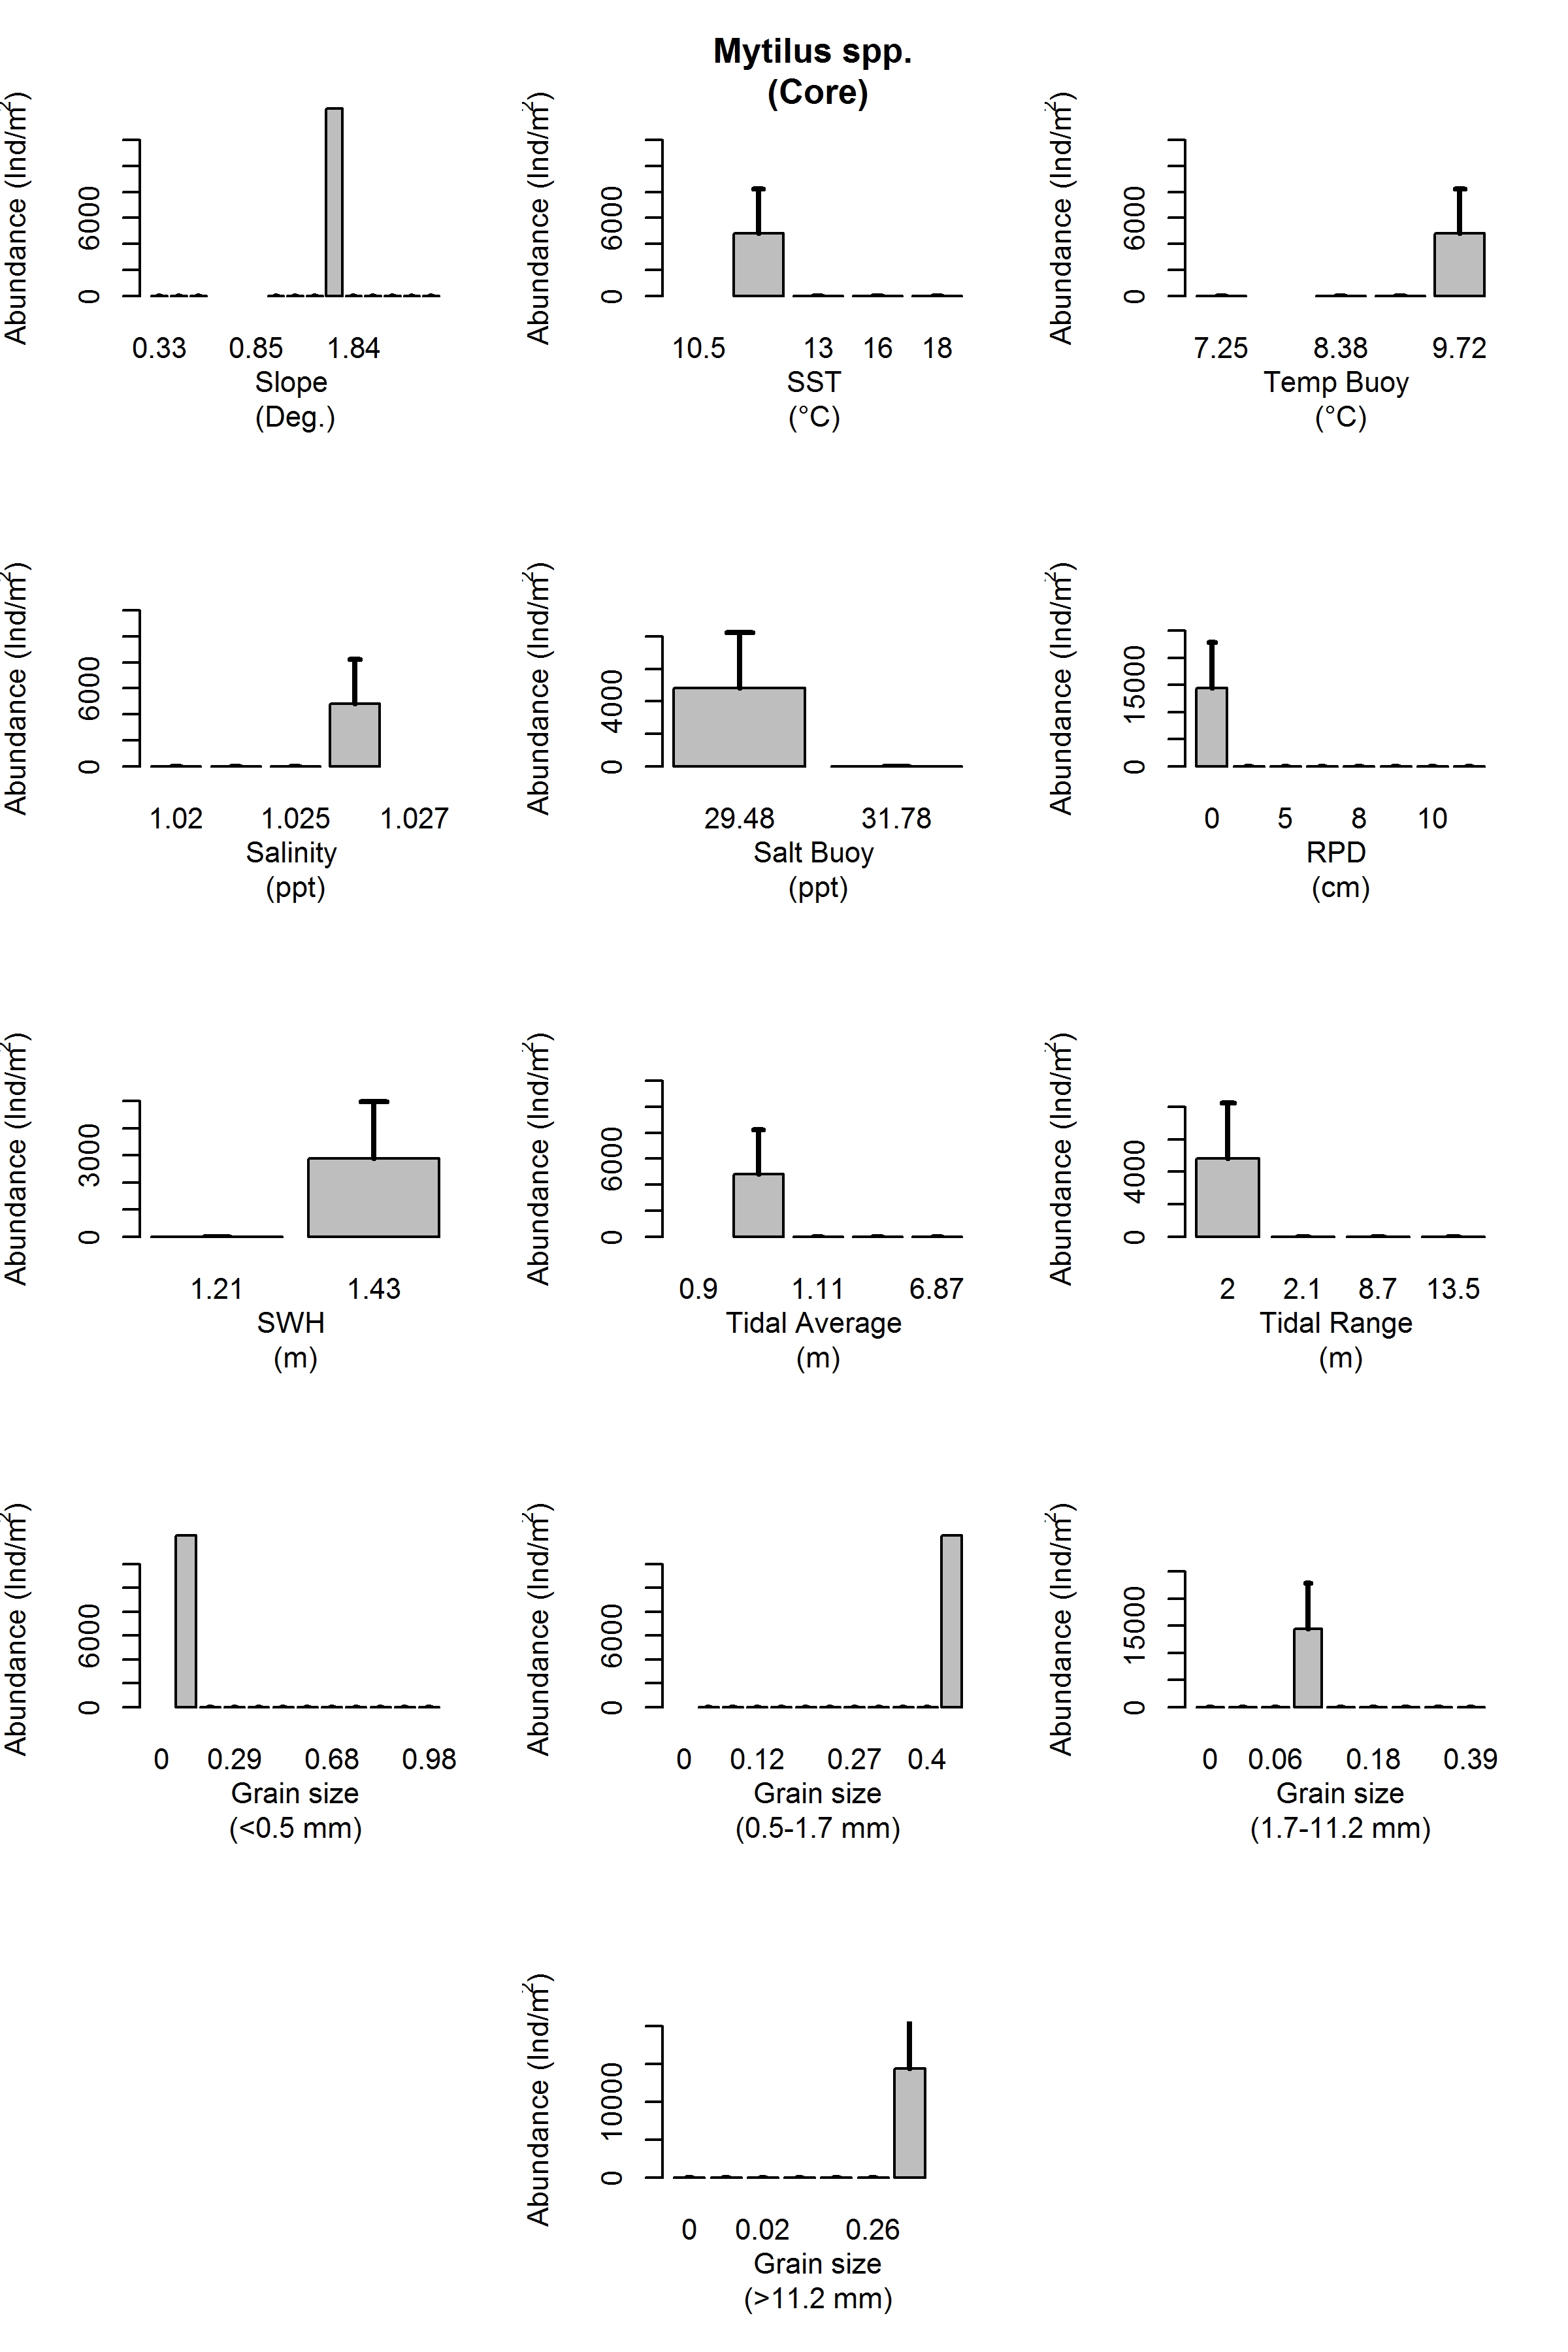 Mytilus spp.
(Core)
Abundance (Ind/m²)
0 6000
0.33 0.85 1.84
Slope
(Deg.)
Abundance (Ind/m²)
0 6000
10.5 13 16 18
SST
(°C)
Abundance (Ind/m²)
0 6000
7.25 8.38 9.72
Temp Buoy
(°C)
Abundance (Ind/m²)
0 6000
1.02 1.025 1.027
Salinity
(ppt)
Abundance (Ind/m²)
0 4000
29.48 31.78
Salt Buoy
(ppt)
Abundance (Ind/m²)
0 15000
0 5 8 10
RPD
(cm)
Abundance (Ind/m²)
0 3000
1.21 1.43
SWH
(m)
Abundance (Ind/m²)
0 6000
0.9 1.11 6.87
Tidal Average
(m)
Abundance (Ind/m²)
0 4000
2 2.1 8.7 13.5
Tidal Range
(m)
Abundance (Ind/m²)
0 6000
0 0.29 0.68 0.98
Grain size
(<0.5 mm)
Abundance (Ind/m²)
0 6000
0 0.12 0.27 0.4
Grain size
(0.5-1.7 mm)
Abundance (Ind/m²)
0 15000
0 0.06 0.18 0.39
Grain size
(1.7-11.2 mm)
Abundance (Ind/m²)
0 10000
0 0.02 0.26
Grain size
(>11.2 mm)